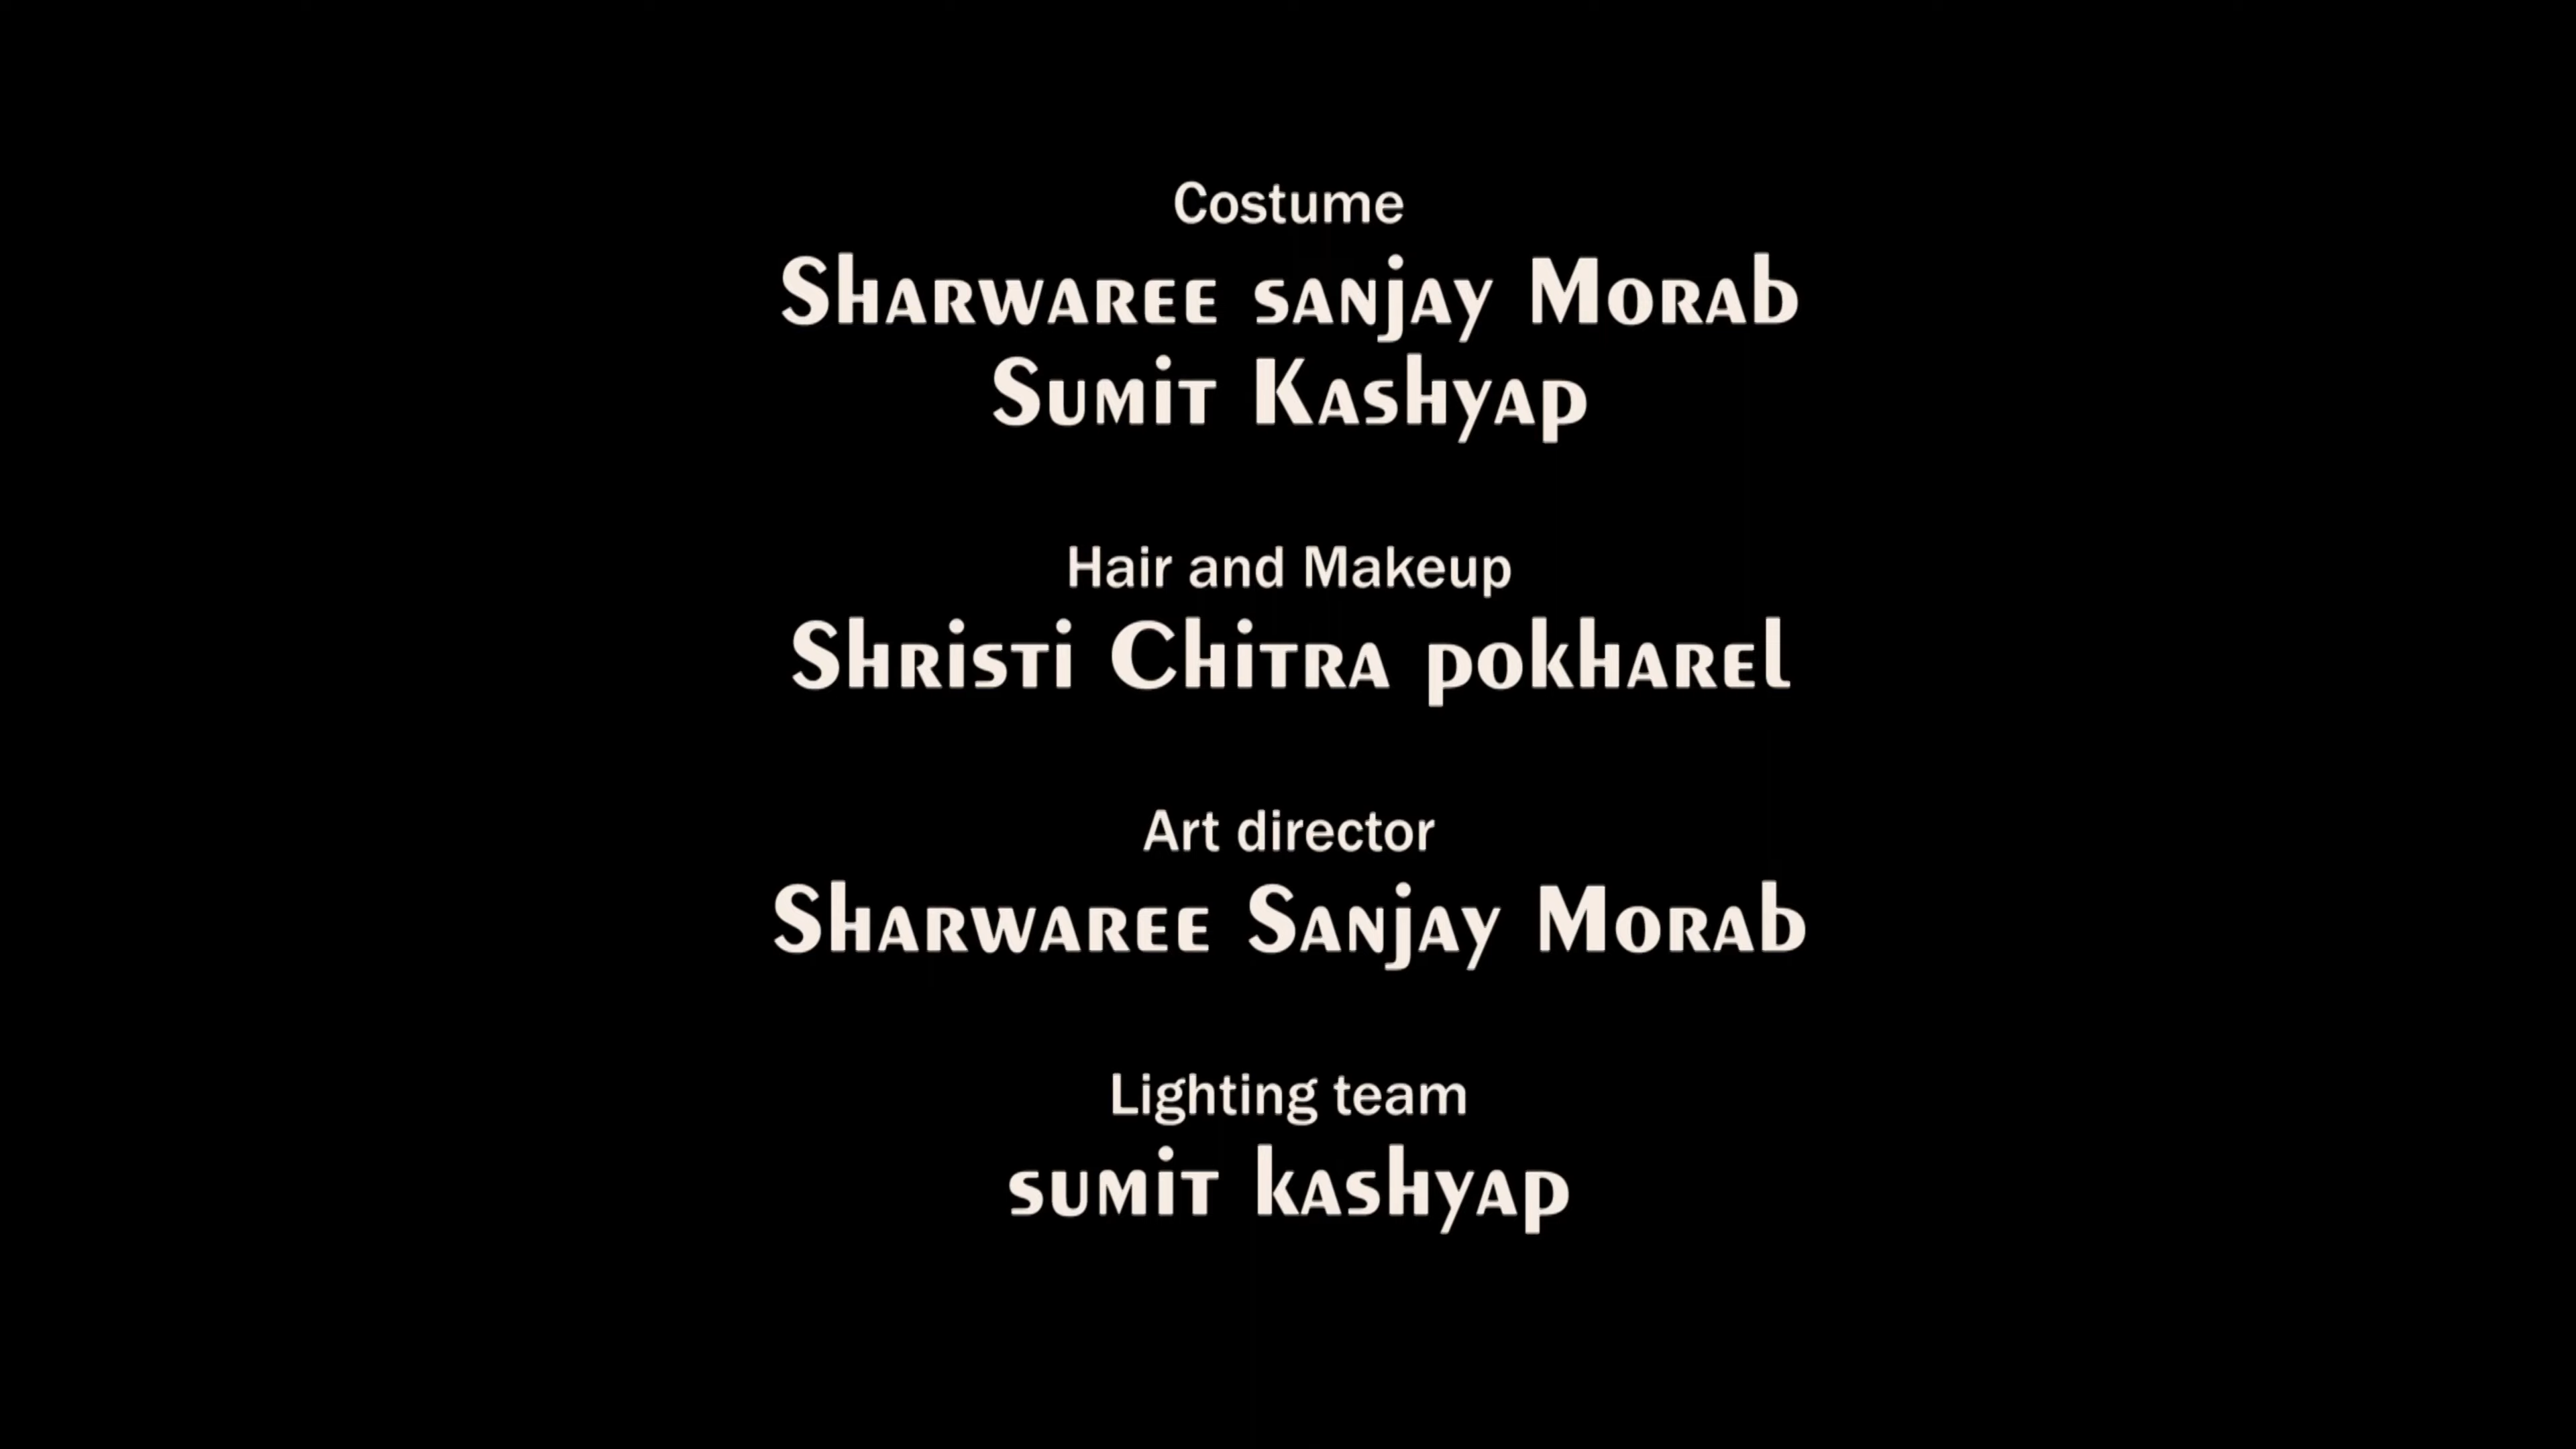 Costume
Sharwaree sanjay Morab
Sumit Kashyap
Hair and Makeup
Shristi Chitra pokharel
Art director
Sharwaree Sanjay Morab
Lighting team
sumit kashyap